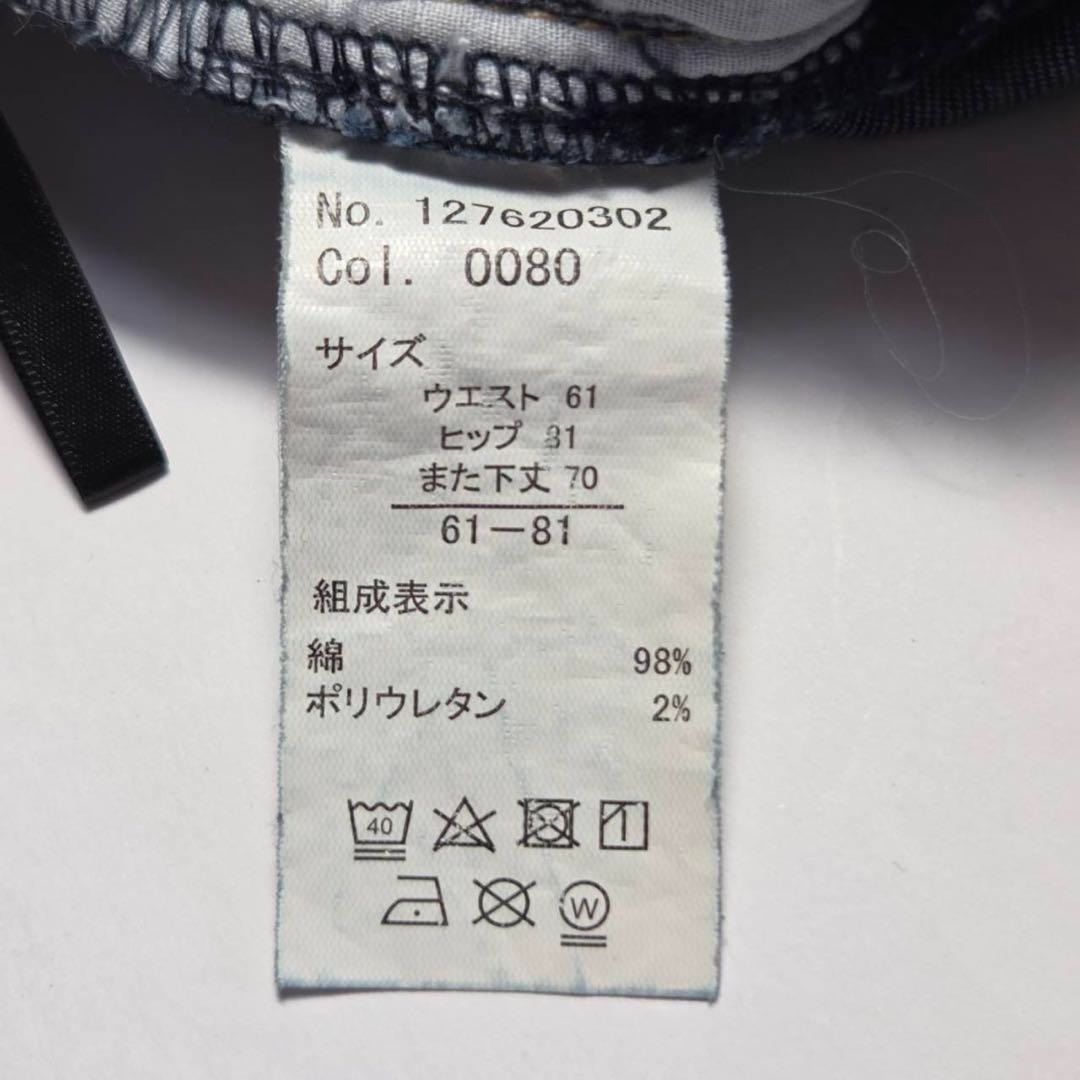 No. 127620302
Col. 0080
サイズ
ウエスト 61
ヒップ 81
また下丈 70
61－81
組成表示
綿 98%
ポリウレタン 2%
40
W